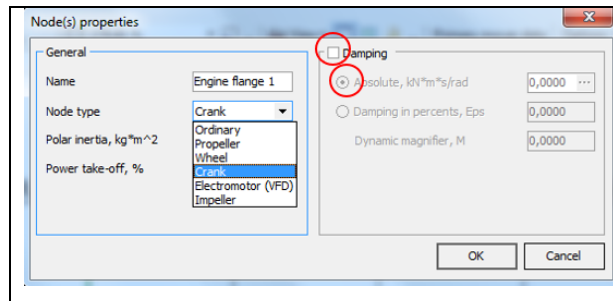 Node(s) properties
General
Name
Engine flange 1
Node type
Crank
Polar inertia, kg*m^2
Power take-off, %
Ordinary
Propeller
Wheel
Crank
Electromotor (VFD)
Impeller
Damping
Absolute, kN*m*s/rad
0,0000 ...
Damping in percents, Eps
0,0000
Dynamic magnifier, M
0,0000
OK
Cancel